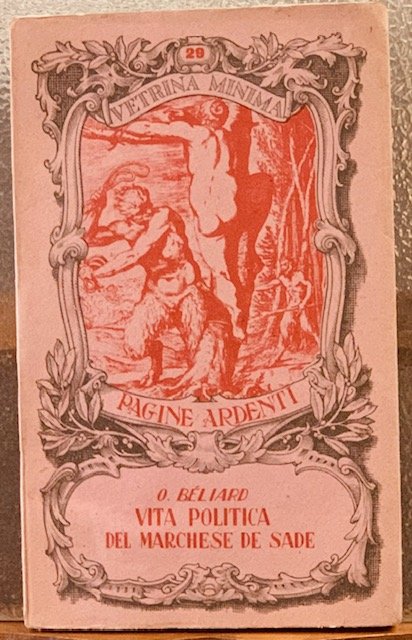 29
VETRINA MINIMA
PAGINE ARDENTI
O. BÉLIARD
VITA POLITICA
DEL MARCHESE DE SADE